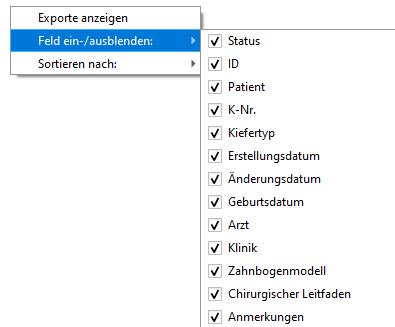 Exporte anzeigen
Feld ein-/ausblenden:
Sortieren nach:
Status
ID
Patient
K-Nr.
Kiefertyp
Erstellungsdatum
Änderungsdatum
Geburtsdatum
Arzt
Klinik
Zahnbogenmodell
Chirurgischer Leitfaden
Anmerkungen